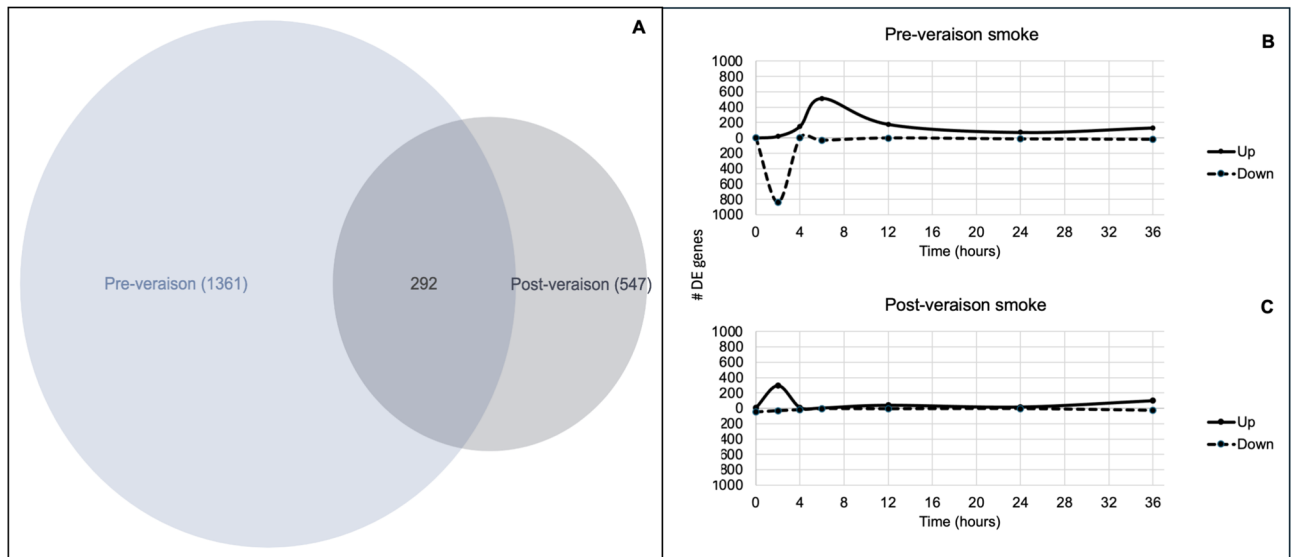 A
Pre-veraison (1361)
292
Post-veraison (547)
Pre-veraison smoke
B
1000
800
600
400
200
0
200
400
600
800
1000
0 4 8 12 16 20 24 28 32 36
Time (hours)
Up
Down
# DE genes
Post-veraison smoke
C
1000
800
600
400
200
0
200
400
600
800
1000
0 4 8 12 16 20 24 28 32 36
Time (hours)
Up
Down